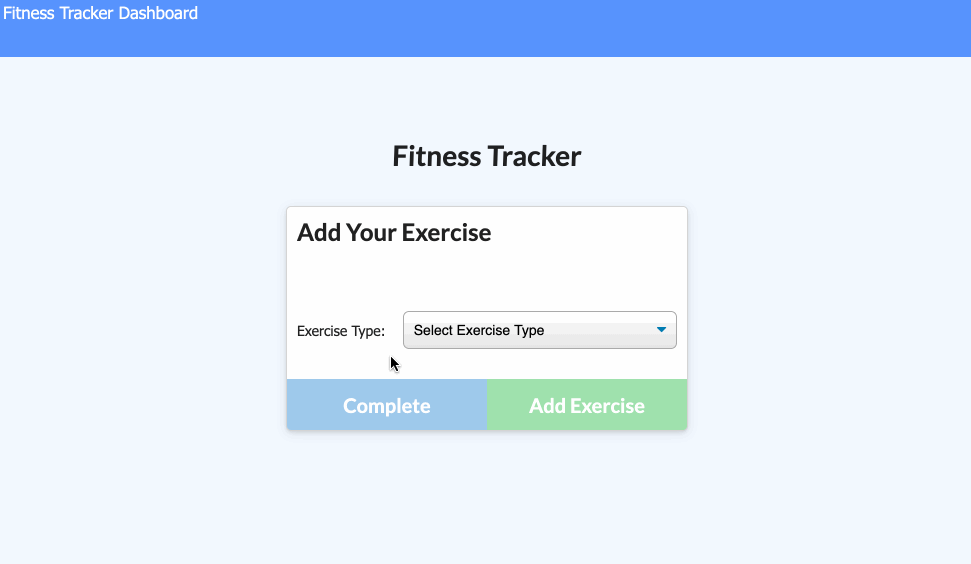 Fitness Tracker Dashboard
Fitness Tracker
Add Your Exercise
Exercise Type: Select Exercise Type
Complete Add Exercise